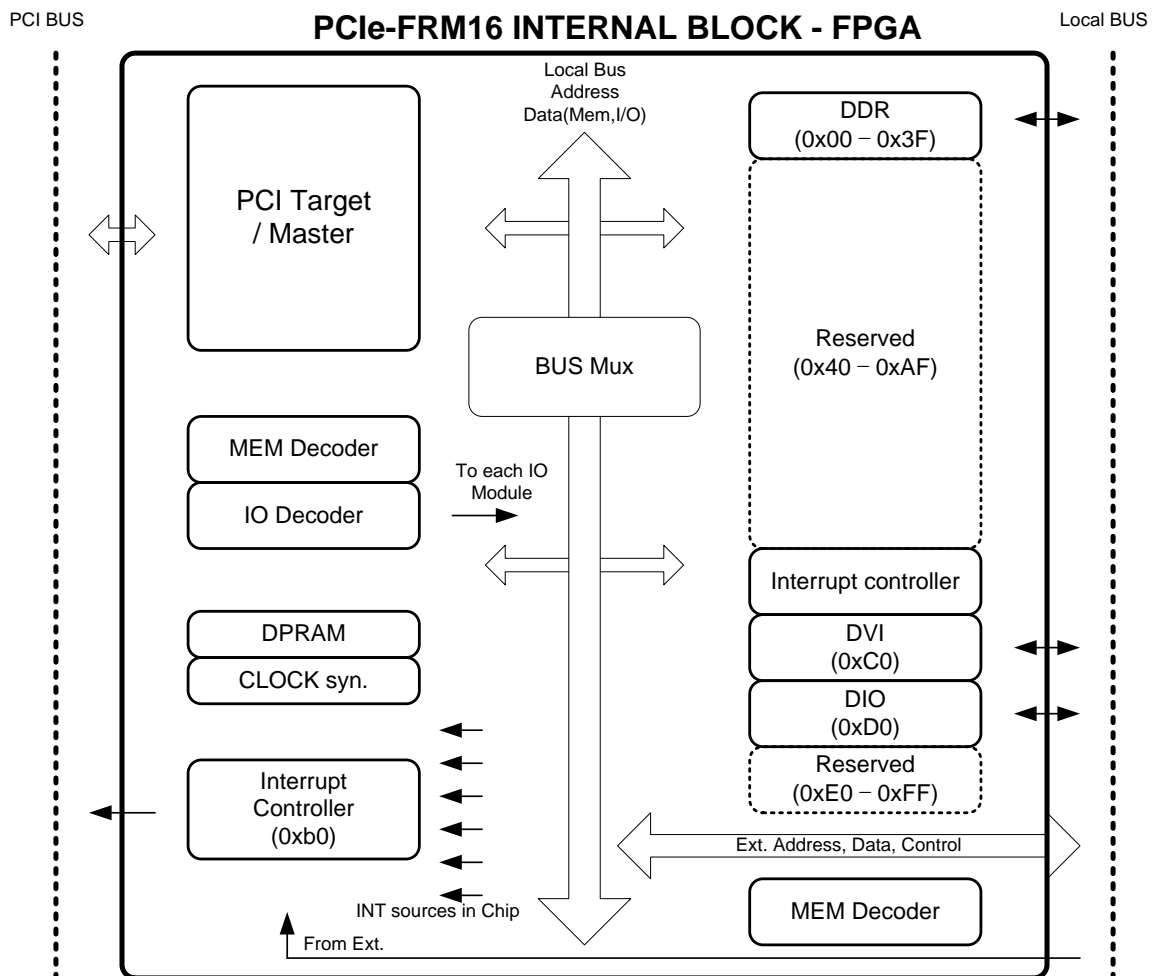 PCI BUS
PCIe-FRM16 INTERNAL BLOCK - FPGA
Local BUS
Local Bus
Address
Data(Mem,I/O)
DDR
(0x00 – 0x3F)
PCI Target
/ Master
BUS Mux
Reserved
(0x40 – 0xAF)
MEM Decoder
IO Decoder
To each IO
Module
Interrupt controller
DPRAM
CLOCK syn.
DVI
(0xC0)
DIO
(0xD0)
Reserved
(0xE0 – 0xFF)
Interrupt
Controller
(0xb0)
Ext. Address, Data, Control
INT sources in Chip
MEM Decoder
From Ext.